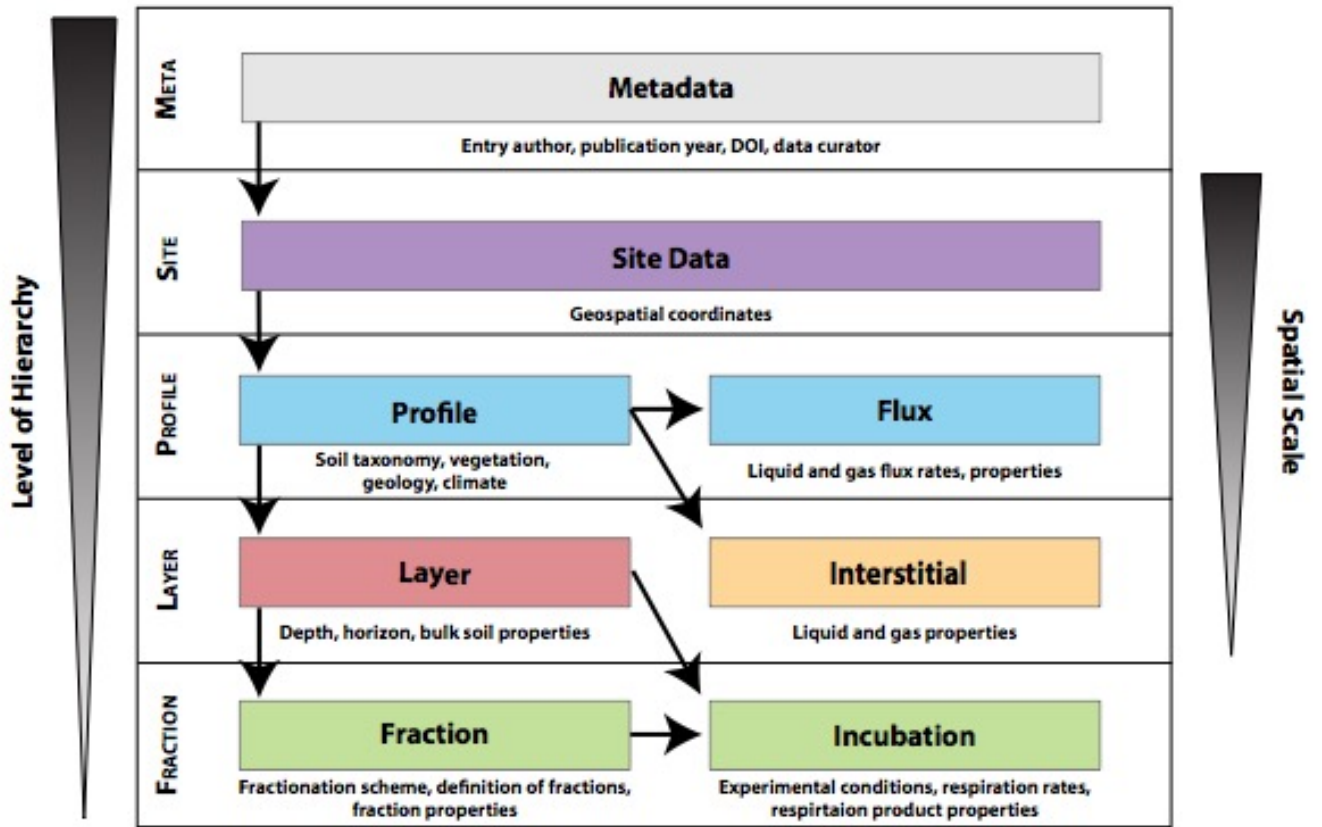 META
Metadata
Entry author, publication year, DOI, data curator
SITE
Site Data
Geospatial coordinates
Level of Hierarchy
Spatial Scale
PROFILE
Profile
Flux
Soil taxonomy, vegetation,
geology, climate
Liquid and gas flux rates, properties
LAYER
Layer
Interstitial
Depth, horizon, bulk soil properties
Liquid and gas properties
FRACTION
Fraction
Incubation
Fractionation scheme, definition of fractions,
fraction properties
Experimental conditions, respiration rates,
respirtaion product properties